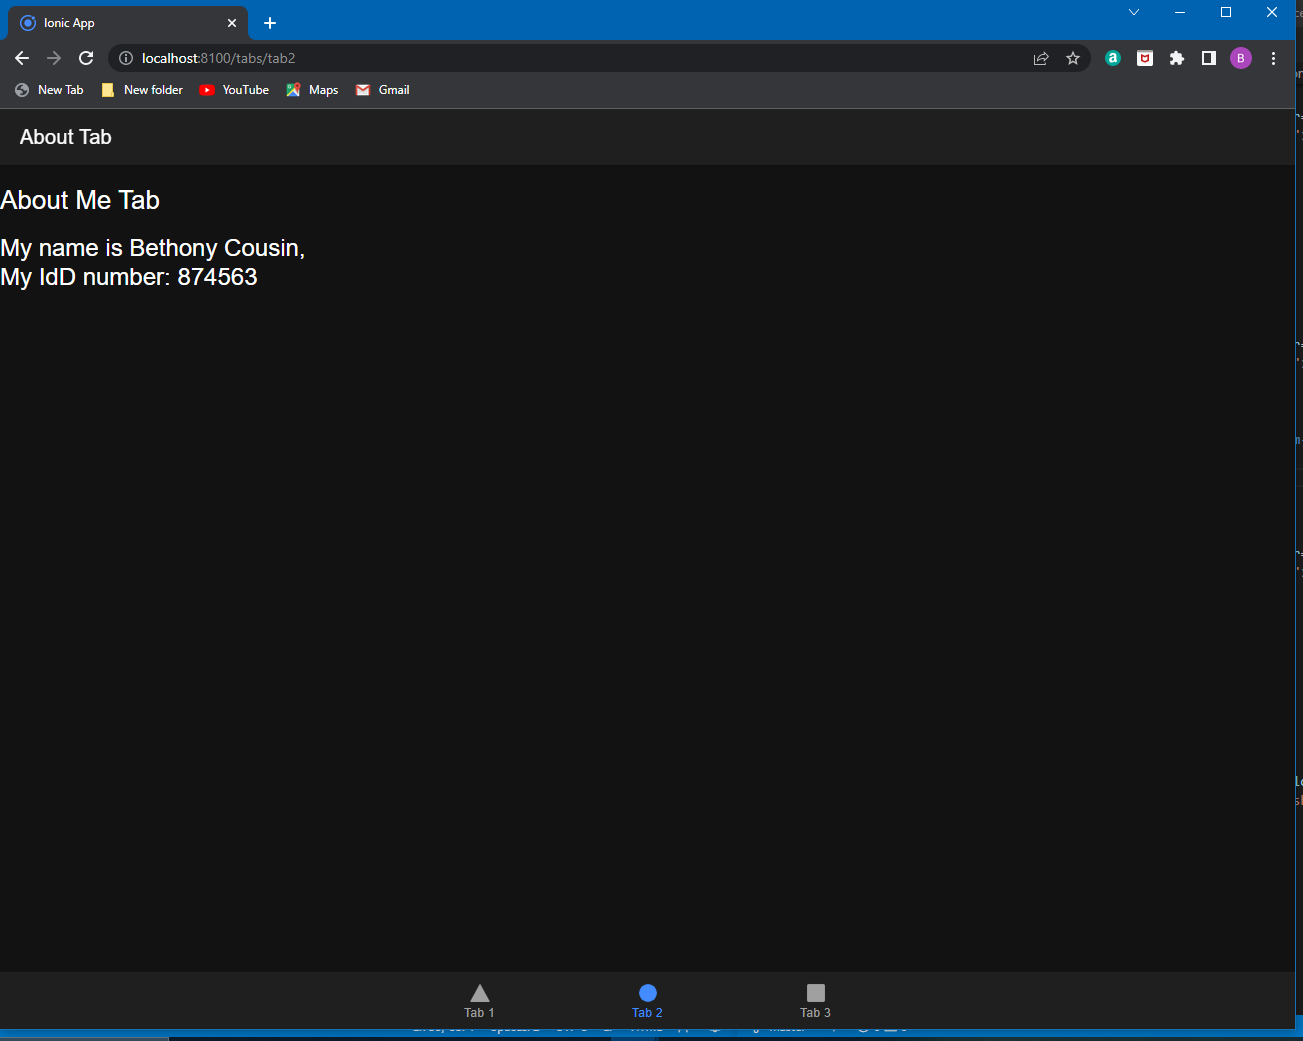 Ionic App
localhost:8100/tabs/tab2
B
New Tab New folder YouTube Maps Gmail
About Tab
About Me Tab
My name is Bethony Cousin,
My IdD number: 874563
Tab 1 Tab 2 Tab 3